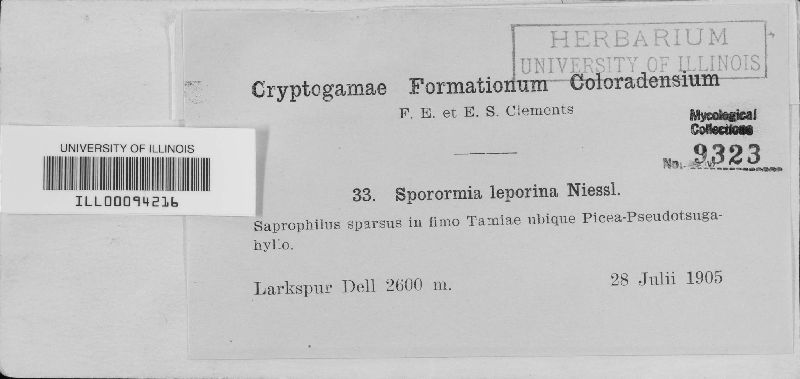 HERBARIUM
UNIVERSITY OF ILLINOIS
Cryptogamae Formationum Coloradensium
F. E. et E. S. Clements
Mycological
Collections
No. 9323
UNIVERSITY OF ILLINOIS
ILL00094216
33. Sporormia leporina Niessl.
Saprophilus sparsus in fimo Tamiae ubique Picea-Pseudotsuga-
hylio.
Larkspur Dell 2600 m.
28 Julii 1905